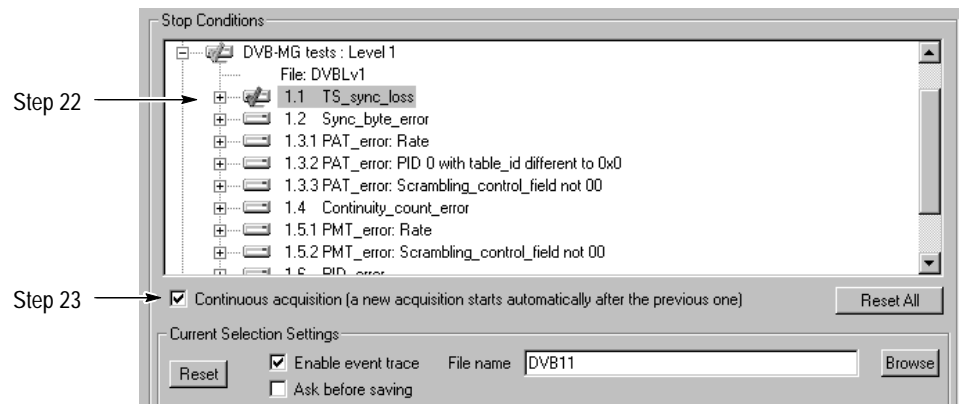 Stop Conditions
DVB-MG tests : Level 1
File: DVBLv1
Step 22
1.1 TS_sync_loss
1.2 Sync_byte_error
1.3.1 PAT_error: Rate
1.3.2 PAT_error: PID 0 with table_id different to 0x0
1.3.3 PAT_error: Scrambling_control_field not 00
1.4 Continuity_count_error
1.5.1 PMT_error: Rate
1.5.2 PMT_error: Scrambling_control_field not 00
1.6 PID_error
Step 23
Continuous acquisition (a new acquisition starts automatically after the previous one)
Reset All
Current Selection Settings
Reset
Enable event trace
File name
DVB11
Browse
Ask before saving